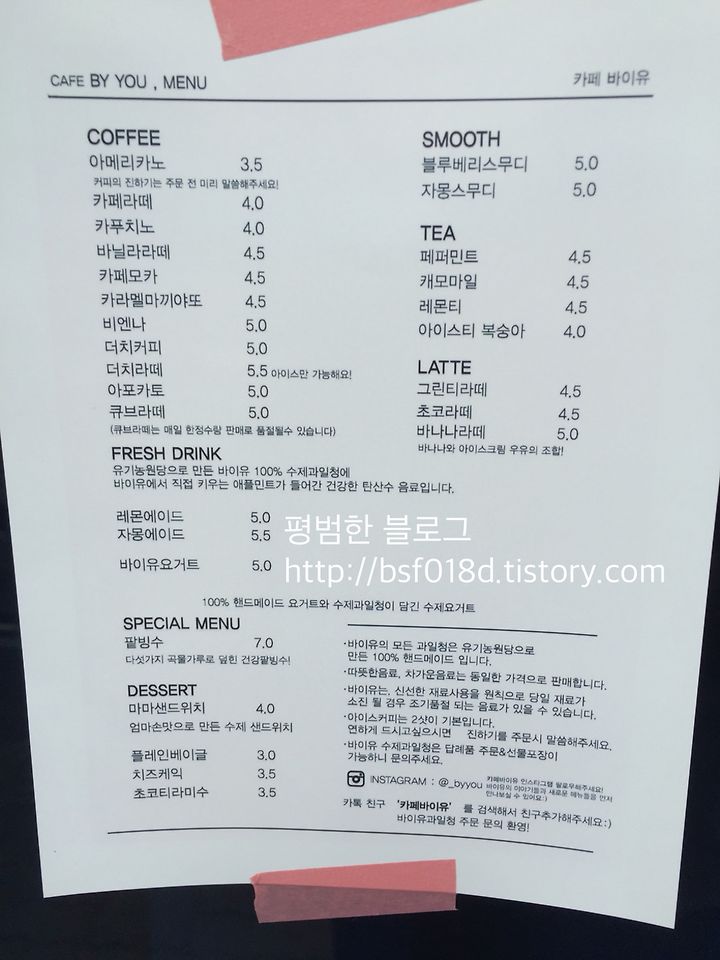 CAFE BY YOU , MENU
카페 바이유
COFFEE
아메리카노 3.5
커피의 진하기는 주문 전 미리 말씀해주세요!
카페라떼 4.0
카푸치노 4.0
바닐라라떼 4.5
카페모카 4.5
카라멜마끼야또 4.5
비엔나 5.0
더치커피 5.0
더치라떼 5.5 아이스만 가능해요!
아포카토 5.0
큐브라떼 5.0
(큐브라떼는 매일 한정수량 판매로 품절될수 있습니다)
SMOOTH
블루베리스무디 5.0
자몽스무디 5.0
TEA
페퍼민트 4.5
캐모마일 4.5
레몬티 4.5
아이스티 복숭아 4.0
LATTE
그린티라떼 4.5
초코라떼 4.5
바나나라떼 5.0
바나나와 아이스크림 우유의 조합!
FRESH DRINK
유기농원당으로 만든 바이유 100% 수제과일청에
바이유에서 직접 키우는 애플민트가 들어간 건강한 탄산수 음료입니다.
레몬에이드 5.0
자몽에이드 5.5
바이유요거트 5.0
100% 핸드메이드 요거트와 수제과일청이 담긴 수제요거트
평범한 블로그
http://bsf018d.tistory.com
SPECIAL MENU
팥빙수 7.0
다섯가지 곡물가루로 덮힌 건강팥빙수!
DESSERT
마마샌드위치 4.0
엄마손맛으로 만든 수제 샌드위치
플레인베이글 3.0
치즈케익 3.5
초코티라미수 3.5
·바이유의 모든 과일청은 유기농원당으로
만든 100% 핸드메이드 입니다.
·따뜻한음료, 차가운음료는 동일한 가격으로 판매합니다.
·바이유는, 신선한 재료사용을 원칙으로 당일 재료가
소진 될 경우 조기품절 되는 음료가 있을 수 있습니다.
·아이스커피는 2샷이 기본입니다.
연하게 드시고싶으시면 진하기를 주문시 말씀해주세요.
·바이유 수제과일청은 답례품 주문&선물포장이
가능하니 문의주세요.
INSTAGRAM : @_byyou
카페바이유 인스타그램 팔로우해주세요!
바이유의 이야기들과 새로운 메뉴들을 먼저
만나보실 수 있어요:)
카톡 친구 '카페바이유' 를 검색해서 친구추가해주세요:)
바이유과일청 주문 문의 환영!